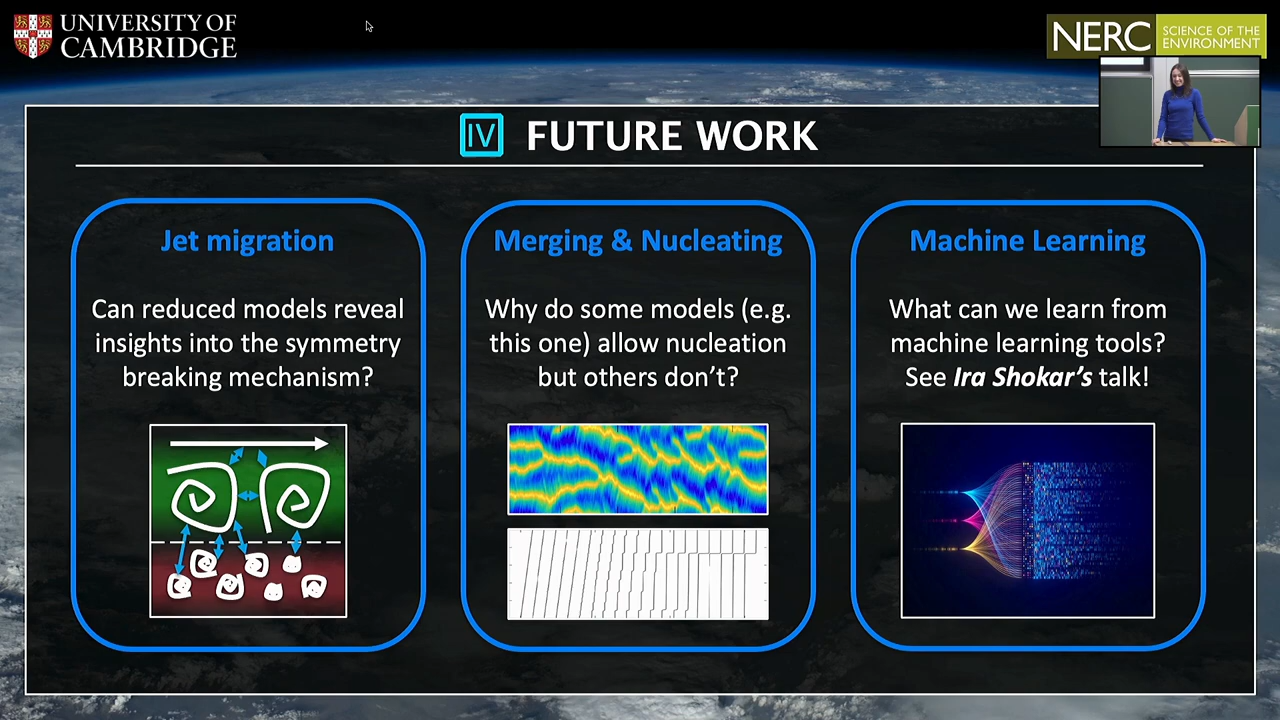 UNIVERSITY OF
CAMBRIDGE
NERC
SCIENCE OF THE
ENVIRONMENT
IV FUTURE WORK
Jet migration
Can reduced models reveal
insights into the symmetry
breaking mechanism?
Merging & Nucleating
Why do some models (e.g.
this one) allow nucleation
but others don't?
Machine Learning
What can we learn from
machine learning tools?
See Ira Shokar's talk!